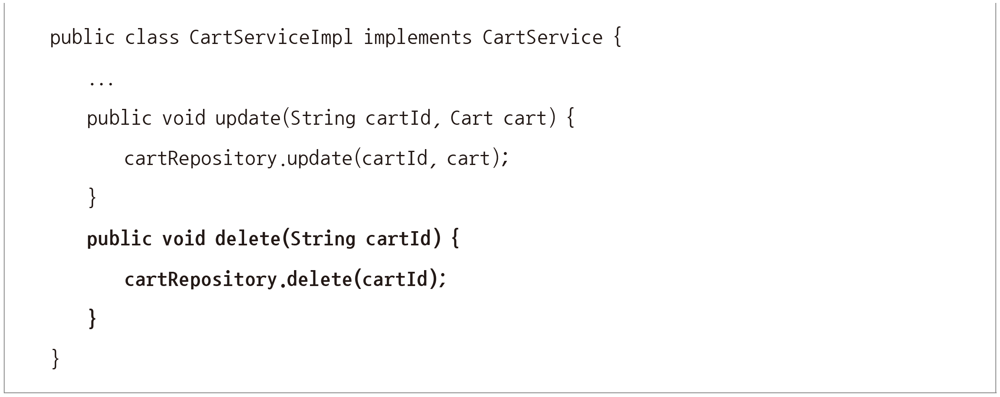 public class CartServiceImpl implements CartService {
...
public void update(String cartId, Cart cart) {
cartRepository.update(cartId, cart);
}
public void delete(String cartId) {
cartRepository.delete(cartId);
}
}